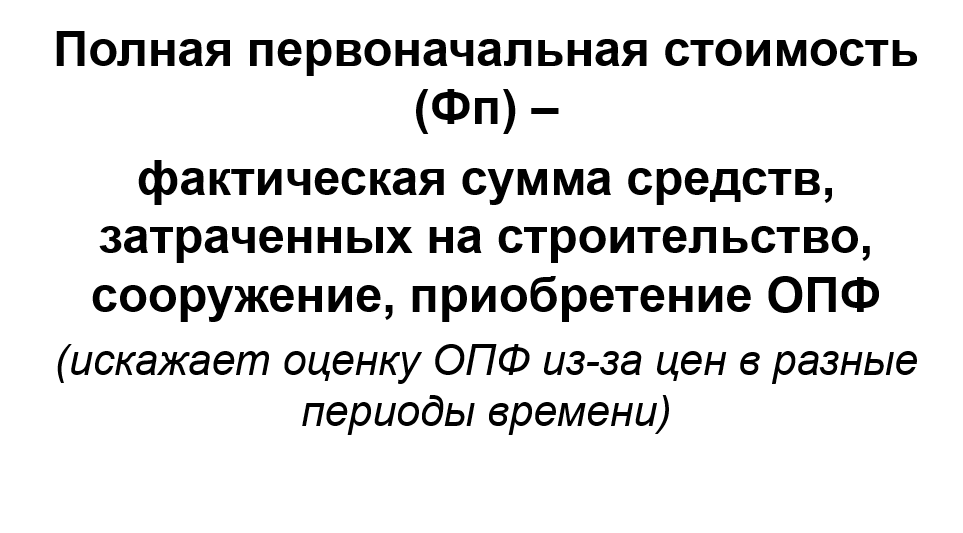 Полная первоначальная стоимость
(Фп) –
фактическая сумма средств,
затраченных на строительство,
сооружение, приобретение ОПФ
(искажает оценку ОПФ из-за цен в разные
периоды времени)